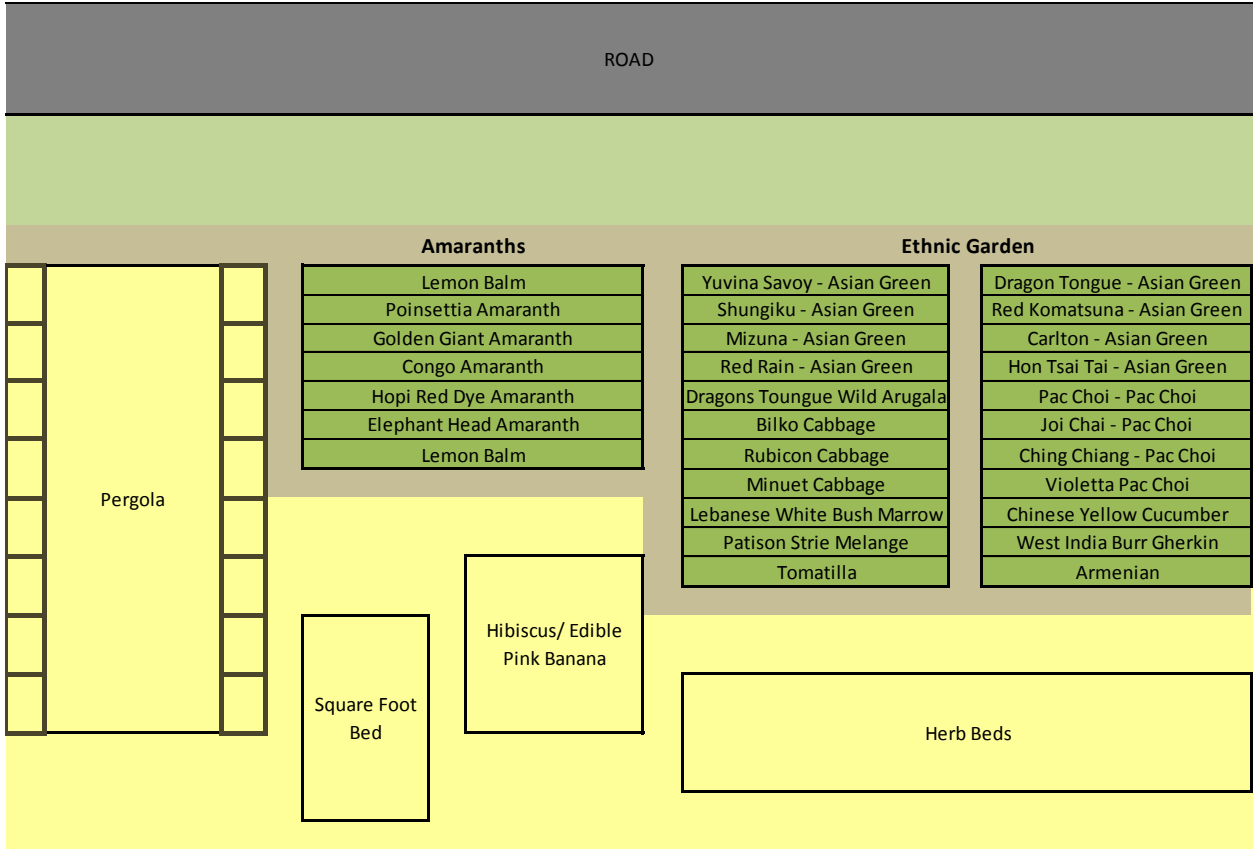 ROAD
Amaranths
Ethnic Garden
Lemon Balm
Poinsettia Amaranth
Golden Giant Amaranth
Congo Amaranth
Hopi Red Dye Amaranth
Elephant Head Amaranth
Lemon Balm
Yuvina Savoy - Asian Green
Shungiku - Asian Green
Mizuna - Asian Green
Red Rain - Asian Green
Dragons Toungue Wild Arugala
Bilko Cabbage
Rubicon Cabbage
Minuet Cabbage
Lebanese White Bush Marrow
Patison Strie Melange
Tomatilla
Dragon Tongue - Asian Green
Red Komatsuna - Asian Green
Carlton - Asian Green
Hon Tsai Tai - Asian Green
Pac Choi - Pac Choi
Joi Chai - Pac Choi
Ching Chiang - Pac Choi
Violetta Pac Choi
Chinese Yellow Cucumber
West India Burr Gherkin
Armenian
Pergola
Hibiscus/ Edible
Pink Banana
Square Foot
Bed
Herb Beds